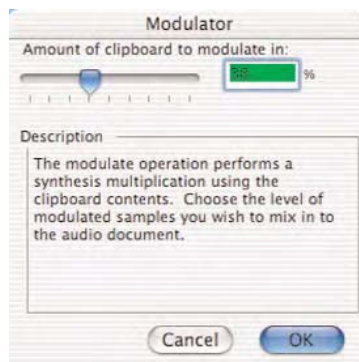 Modulator
Amount of clipboard to modulate in:
%
Description
The modulate operation performs a
synthesis multiplication using the
clipboard contents. Choose the level of
modulated samples you wish to mix in to
the audio document.
Cancel OK